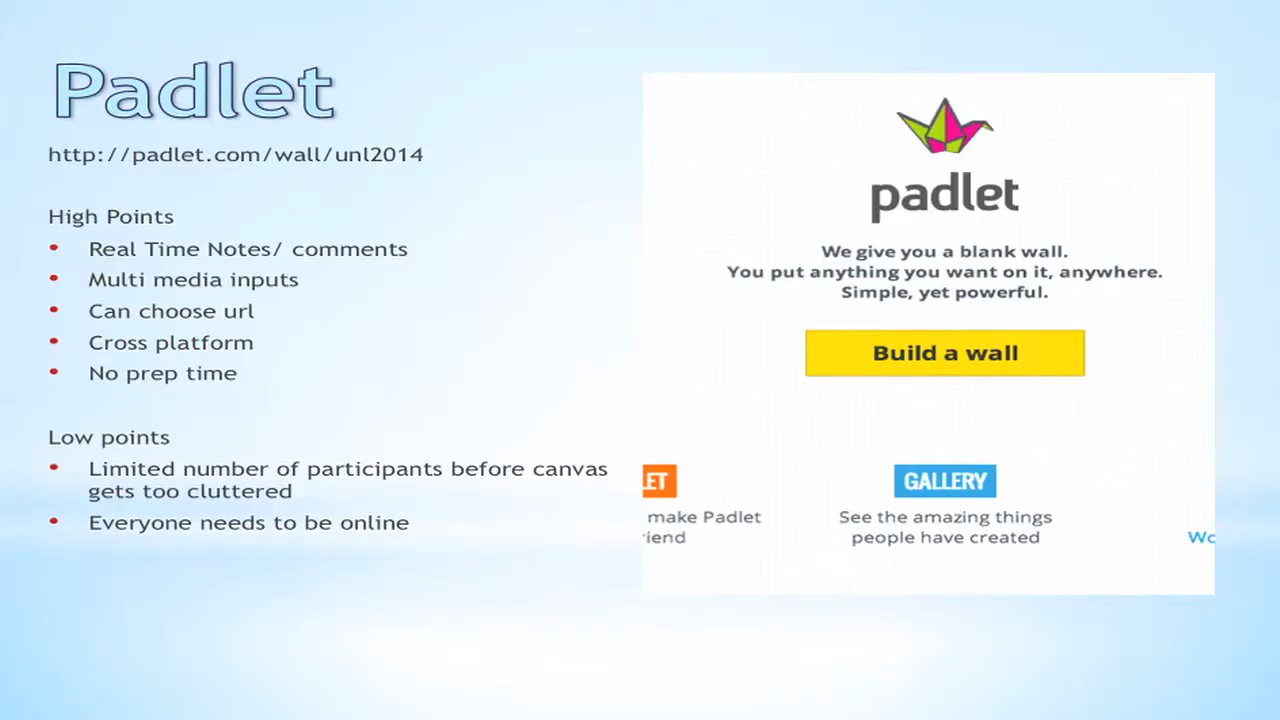 Padlet
http://padlet.com/wall/unl2014
High Points
• Real Time Notes/ comments
• Multi media inputs
• Can choose url
• Cross platform
• No prep time
Low points
• Limited number of participants before canvas
gets too cluttered
• Everyone needs to be online
padlet
We give you a blank wall.
You put anything you want on it, anywhere.
Simple, yet powerful.
Build a wall
LET
make Padlet
riend
GALLERY
See the amazing things
people have created
Wo